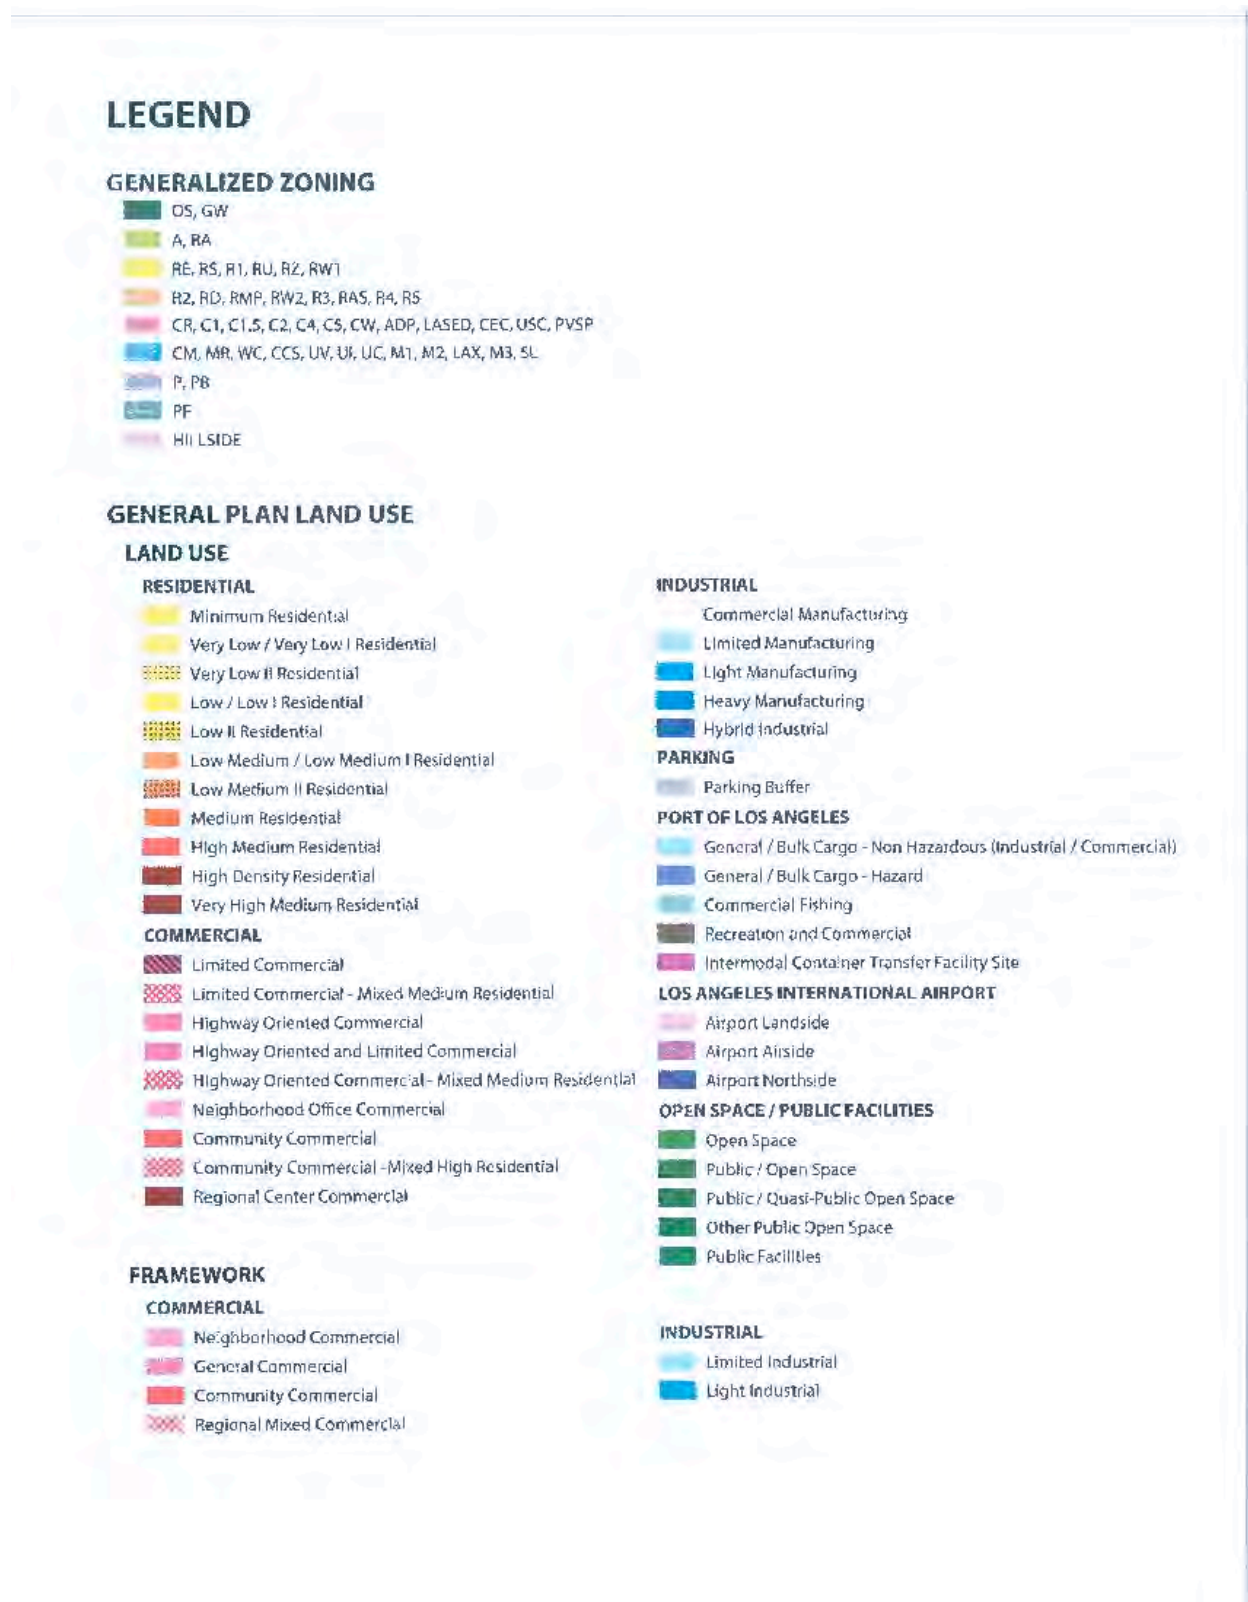 LEGEND
GENERALIZED ZONING
OS, GW
A, RA
RE, RS, R1, RU, RZ, RW1
R2, RD, RMP, RW2, R3, RAS, R4, R5
CR, C1, C1.5, C2, C4, C5, CW, ADP, LASED, CEC, USC, PVSP
CM, MR, WC, CCS, UV, UI, UC, M1, M2, LAX, M3, SL
P, PB
PF
HILLSIDE
GENERAL PLAN LAND USE
LAND USE
RESIDENTIAL
Minimum Residential
Very Low / Very Low I Residential
Very Low II Residential
Low / Low I Residential
Low II Residential
Low Medium / Low Medium I Residential
Low Medium II Residential
Medium Residential
High Medium Residential
High Density Residential
Very High Medium Residential
COMMERCIAL
Limited Commercial
Limited Commercial - Mixed Medium Residential
Highway Oriented Commercial
Highway Oriented and Limited Commercial
Highway Oriented Commercial - Mixed Medium Residential
Neighborhood Office Commercial
Community Commercial
Community Commercial - Mixed High Residential
Regional Center Commercial
INDUSTRIAL
Commercial Manufacturing
Limited Manufacturing
Light Manufacturing
Heavy Manufacturing
Hybrid Industrial
PARKING
Parking Buffer
PORT OF LOS ANGELES
General / Bulk Cargo - Non Hazardous (Industrial / Commercial)
General / Bulk Cargo - Hazard
Commercial Fishing
Recreation and Commercial
Intermodal Container Transfer Facility Site
LOS ANGELES INTERNATIONAL AIRPORT
Airport Landside
Airport Airside
Airport Northside
OPEN SPACE / PUBLIC FACILITIES
Open Space
Public / Open Space
Public / Quasi-Public Open Space
Other Public Open Space
Public Facilities
FRAMEWORK
COMMERCIAL
Neighborhood Commercial
General Commercial
Community Commercial
Regional Mixed Commercial
INDUSTRIAL
Limited Industrial
Light Industrial